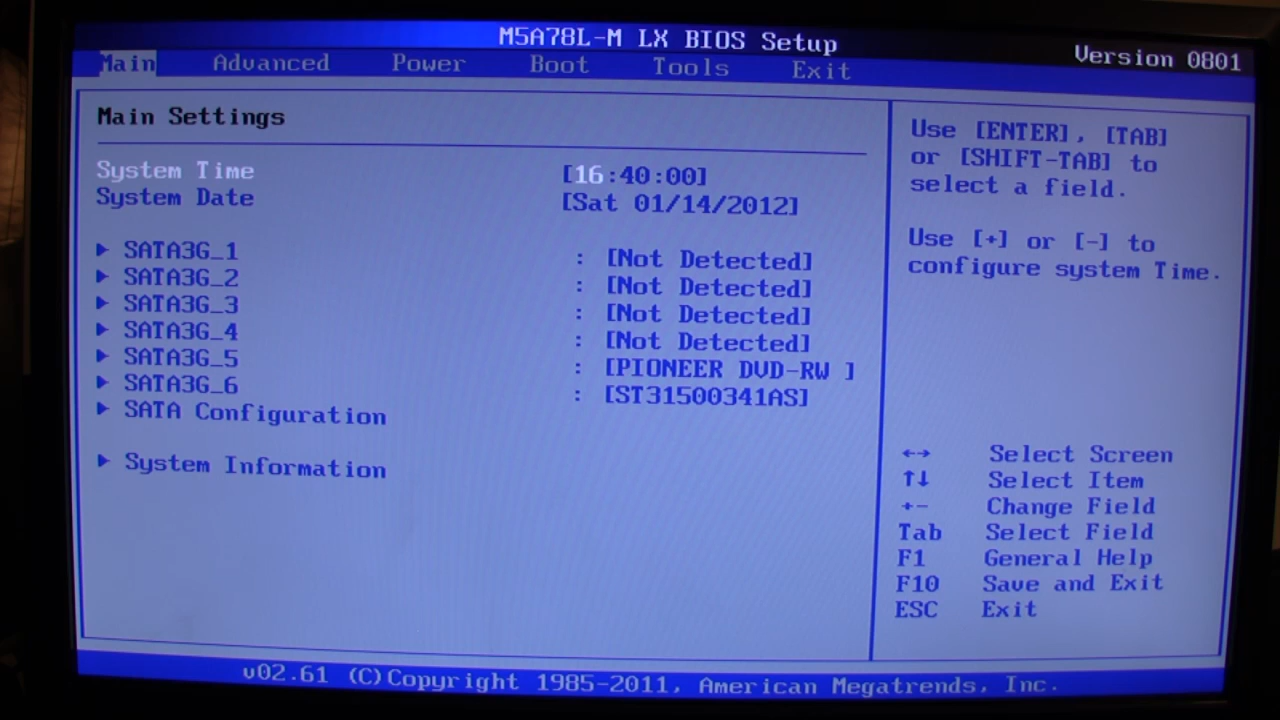 M5A78L-M LX BIOS Setup
Version 0801
Main Advanced Power Boot Tools Exit
Main Settings
System Time [16:40:00]
System Date [Sat 01/14/2012]
SATA3G_1 : [Not Detected]
SATA3G_2 : [Not Detected]
SATA3G_3 : [Not Detected]
SATA3G_4 : [Not Detected]
SATA3G_5 : [PIONEER DVD-RW ]
SATA3G_6 : [ST31500341AS]
SATA Configuration
System Information
Use [ENTER], [TAB]
or [SHIFT-TAB] to
select a field.
Use [+] or [-] to
configure system Time.
←→ Select Screen
↑↓ Select Item
+- Change Field
Tab Select Field
F1 General Help
F10 Save and Exit
ESC Exit
v02.61 (C)Copyright 1985-2011, American Megatrends, Inc.